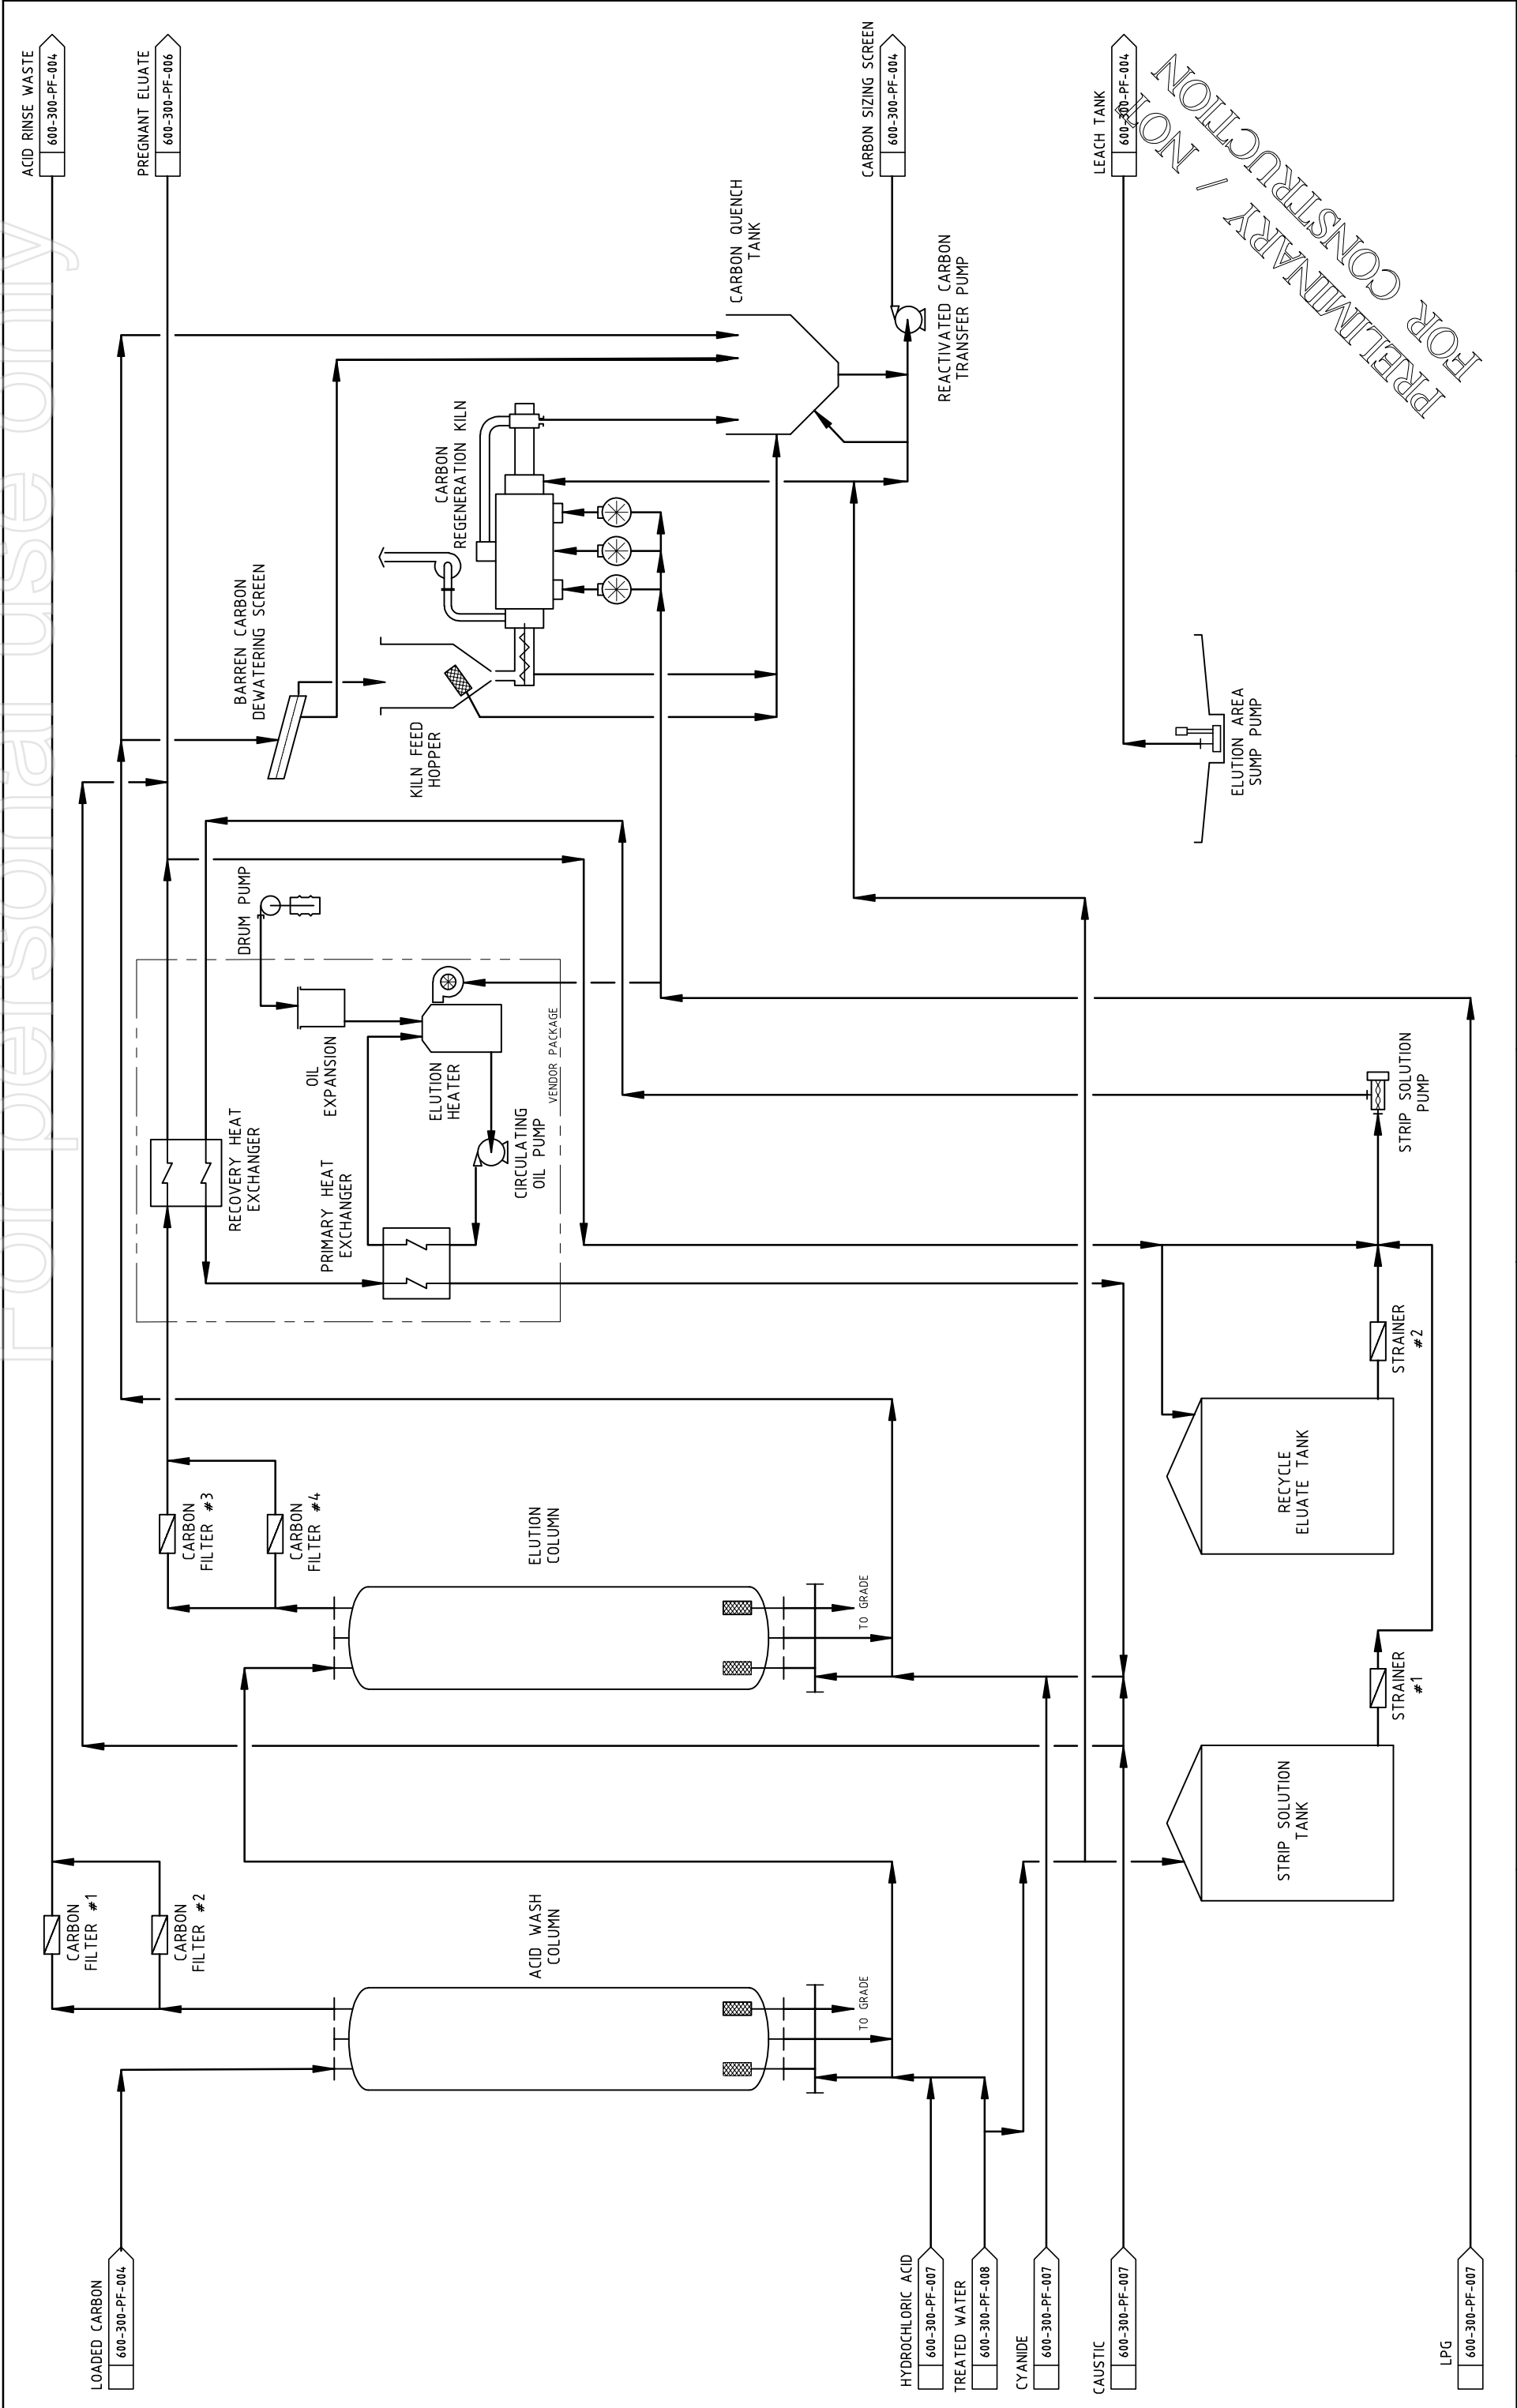 For personal use only
LOADED CARBON
600-300-PF-004
HYDROCHLORIC ACID
600-300-PF-007
TREATED WATER
600-300-PF-008
CYANIDE
600-300-PF-007
CAUSTIC
600-300-PF-007
LPG
600-300-PF-007
CARBON
FILTER #1
CARBON
FILTER #2
ACID WASH
COLUMN
TO GRADE
STRIP SOLUTION
TANK
STRAINER
#1
CARBON
FILTER #3
CARBON
FILTER #4
ELUTION
COLUMN
TO GRADE
RECYCLE
ELUATE TANK
STRAINER
#2
RECOVERY HEAT
EXCHANGER
PRIMARY HEAT
EXCHANGER
OIL
EXPANSION
ELUTION
HEATER
CIRCULATING
OIL PUMP
VENDOR PACKAGE
DRUM PUMP
STRIP SOLUTION
PUMP
BARREN CARBON
DEWATERING SCREEN
KILN FEED
HOPPER
CARBON
REGENERATION KILN
ELUTION AREA
SUMP PUMP
CARBON QUENCH
TANK
REACTIVATED CARBON
TRANSFER PUMP
ACID RINSE WASTE
600-300-PF-004
PREGNANT ELUATE
600-300-PF-006
CARBON SIZING SCREEN
600-300-PF-004
LEACH TANK
600-300-PF-004
PRELIMINARY / NOT
FOR CONSTRUCTION